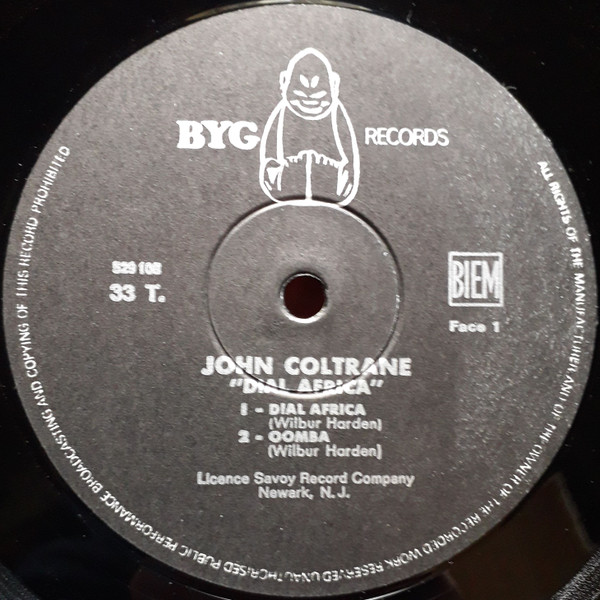 BYG RECORDS
529 108
33 T.
BIEM
Face 1
JOHN COLTRANE
"DIAL AFRICA"
1 - DIAL AFRICA
(Wilbur Harden)
2 - OOMBA
(Wilbur Harden)
Licence Savoy Record Company
Newark, N. J.
ALL RIGHTS OF THE MANUFACTURER AND OF THE OWNER OF THE RECORDED WORK RESERVED UNAUTHORISED PUBLIC PERFORMANCE BROADCASTING AND COPYING OF THIS RECORD PROHIBITED